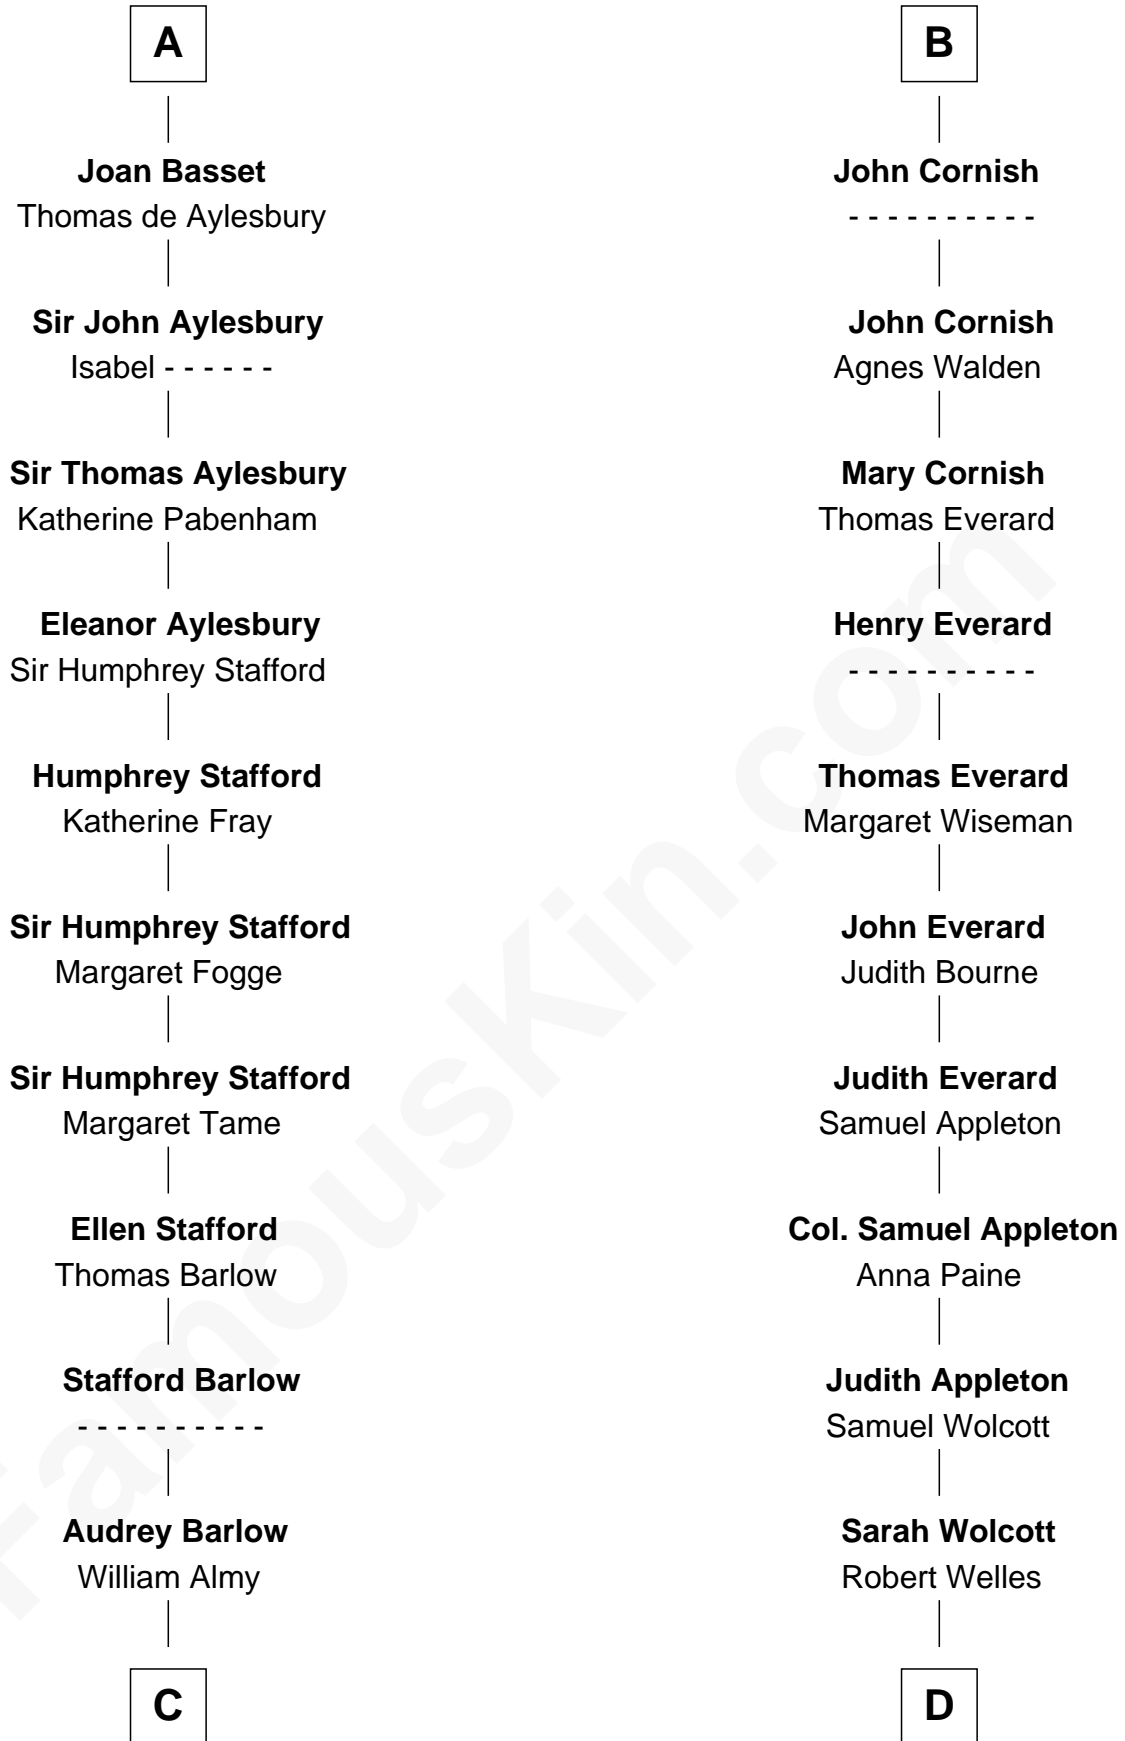 A
Joan Basset
Thomas de Aylesbury
Sir John Aylesbury
Isabel - - - - - -
Sir Thomas Aylesbury
Katherine Pabenham
Eleanor Aylesbury
Sir Humphrey Stafford
Humphrey Stafford
Katherine Fray
Sir Humphrey Stafford
Margaret Fogge
Sir Humphrey Stafford
Margaret Tame
Ellen Stafford
Thomas Barlow
Stafford Barlow
- - - - - - - - - -
Audrey Barlow
William Almy
C
B
John Cornish
- - - - - - - - - -
John Cornish
Agnes Walden
Mary Cornish
Thomas Everard
Henry Everard
- - - - - - - - - -
Thomas Everard
Margaret Wiseman
John Everard
Judith Bourne
Judith Everard
Samuel Appleton
Col. Samuel Appleton
Anna Paine
Judith Appleton
Samuel Wolcott
Sarah Wolcott
Robert Welles
D
FamousKin.com